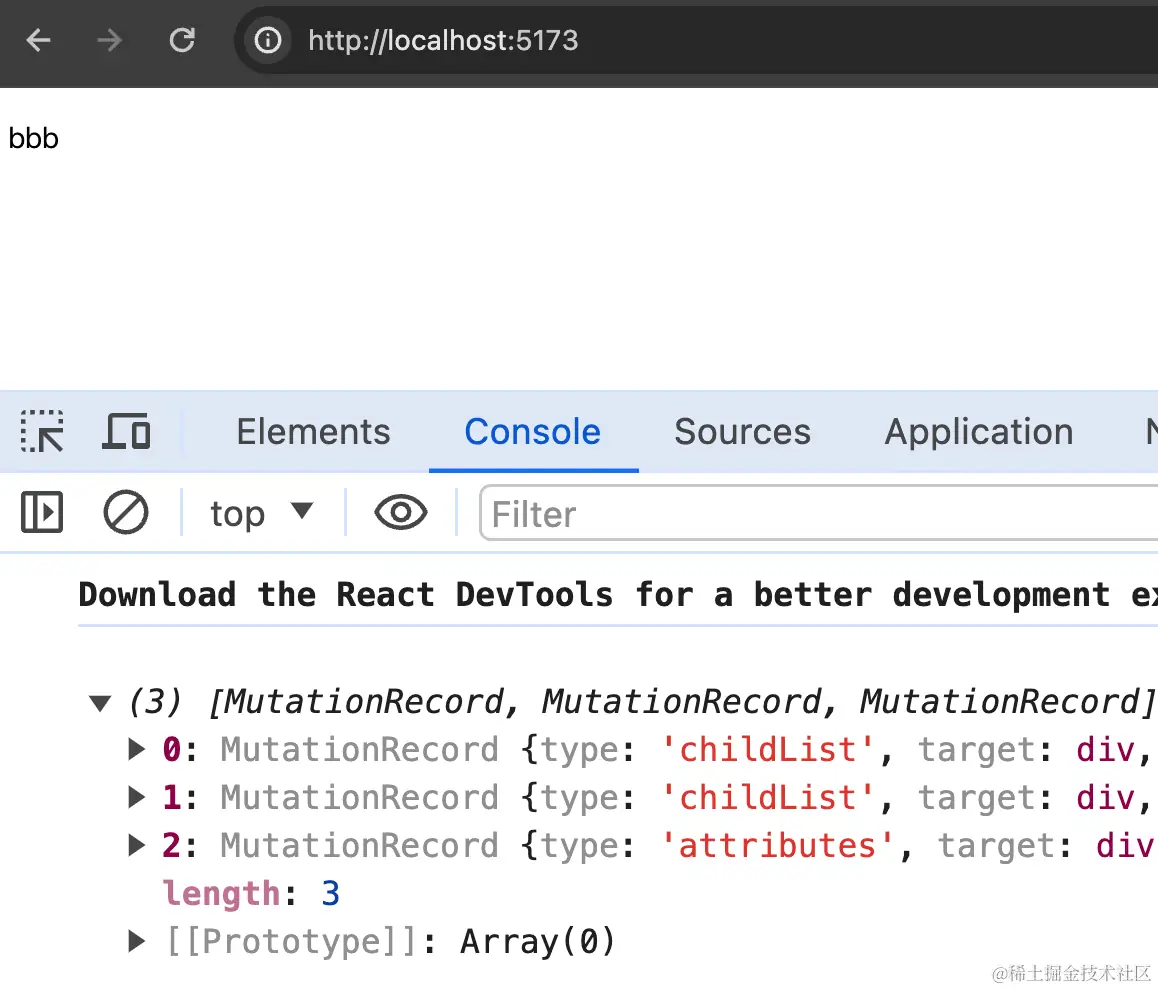 http://localhost:5173
bbb
Elements Console Sources Application
top Filter
Download the React DevTools for a better development
(3) [MutationRecord, MutationRecord, MutationRecord]
0: MutationRecord {type: 'childList', target: div,
1: MutationRecord {type: 'childList', target: div,
2: MutationRecord {type: 'attributes', target: div
length: 3
[[Prototype]]: Array(0)
@稀土掘金技术社区